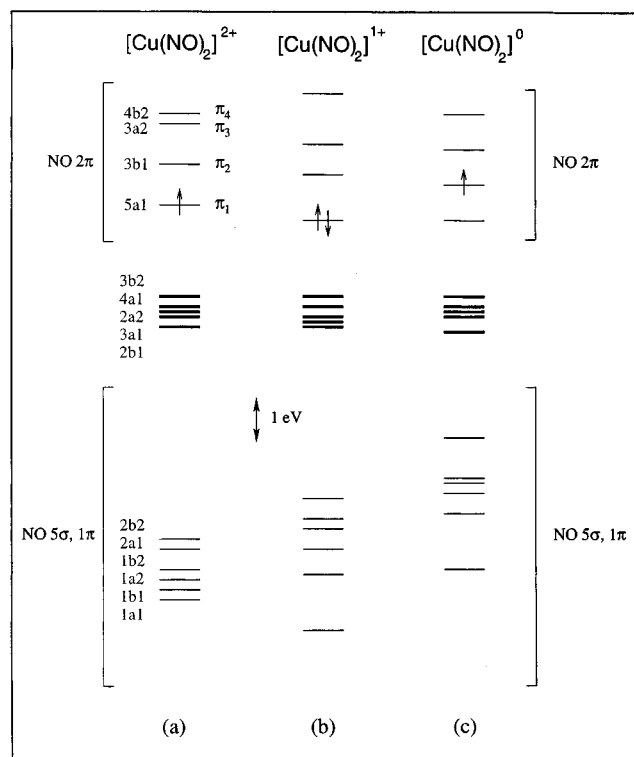 [Cu(NO)2]2+ [Cu(NO)2]1+ [Cu(NO)2]0
4b2 π4
3a2 π3
NO 2π 3b1 π2 NO 2π
5a1 π1
3b2
4a1
2a2
3a1
2b1
1 eV
2b2
NO 5σ, 1π 2a1 NO 5σ, 1π
1b2
1a2
1b1
1a1
(a) (b) (c)